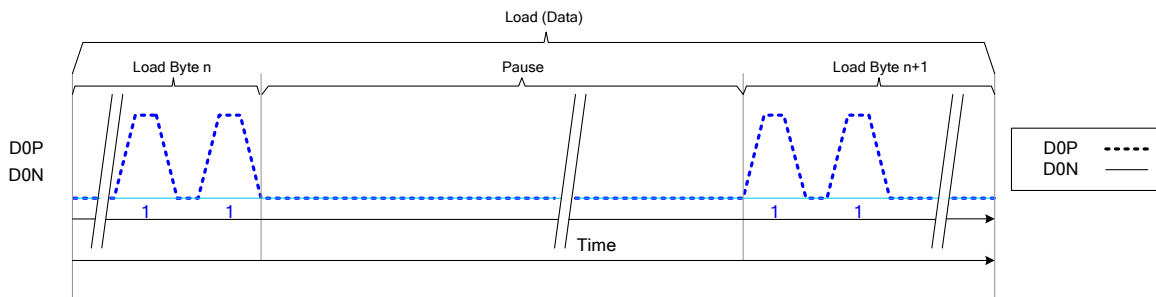 Load (Data)
Load Byte n
Pause
Load Byte n+1
D0P
D0N
D0P
D0N
1 1 1 1
Time